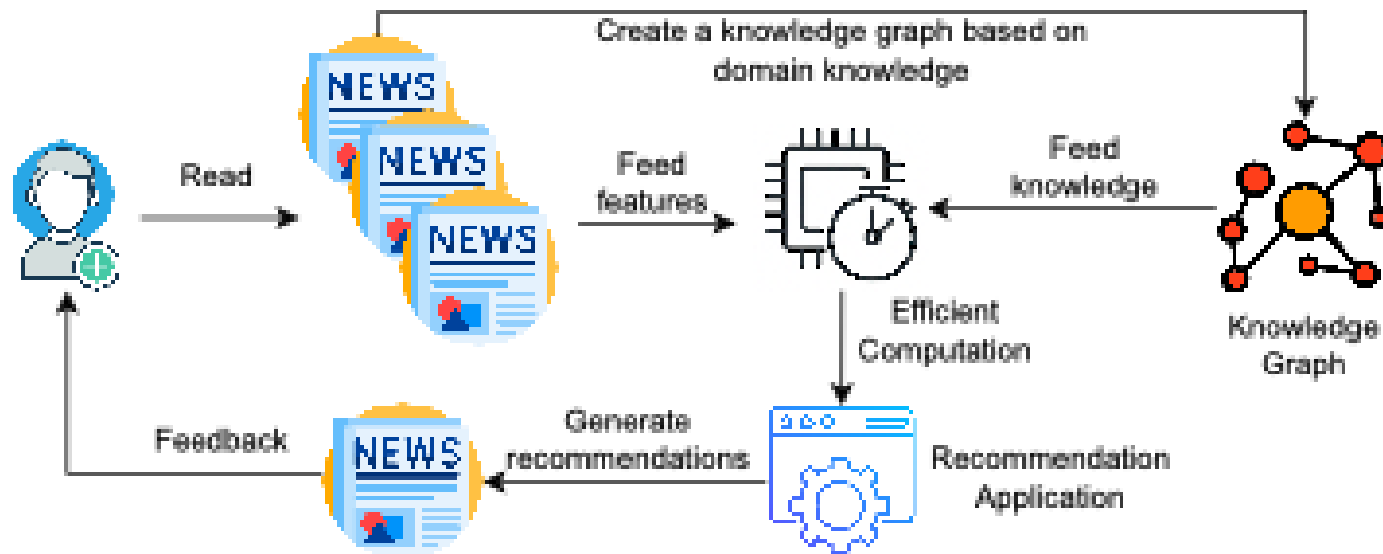 Create a knowledge graph based on
domain knowledge
NEWS
NEWS
NEWS
Read
Feed
features
Feed
knowledge
Efficient
Computation
Knowledge
Graph
Feedback
NEWS
Generate
recommendations
Recommendation
Application